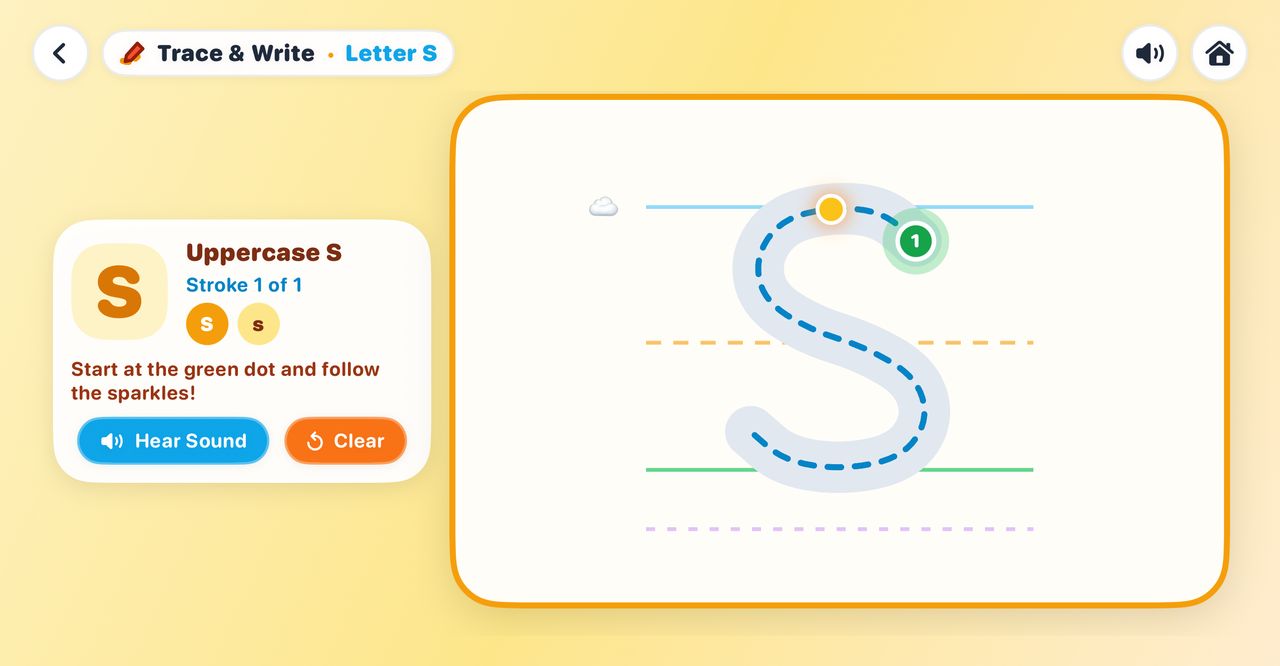 Trace & Write · Letter S
S
Uppercase S
Stroke 1 of 1
S s
Start at the green dot and follow
the sparkles!
Hear Sound Clear
1